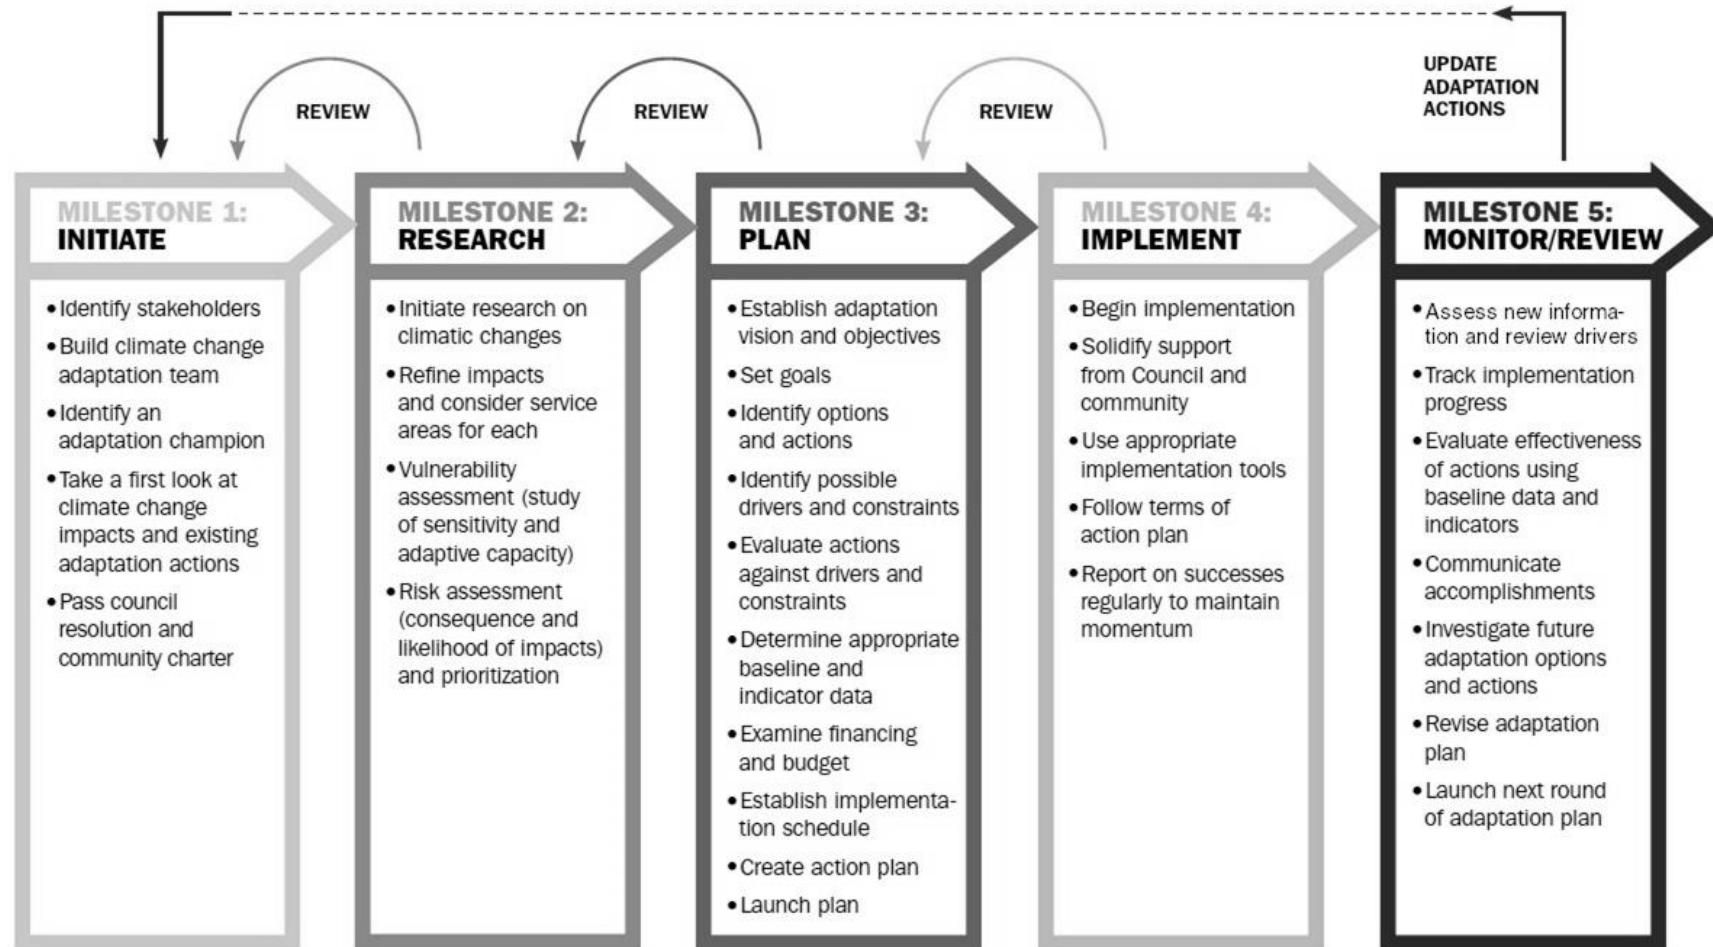 UPDATE
ADAPTATION
ACTIONS
REVIEW
REVIEW
REVIEW
MILESTONE 1:
INITIATE
• Identify stakeholders
• Build climate change
adaptation team
• Identify an
adaptation champion
• Take a first look at
climate change
impacts and existing
adaptation actions
• Pass council
resolution and
community charter
MILESTONE 2:
RESEARCH
• Initiate research on
climatic changes
• Refine impacts
and consider service
areas for each
• Vulnerability
assessment (study
of sensitivity and
adaptive capacity)
• Risk assessment
(consequence and
likelihood of impacts)
and prioritization
MILESTONE 3:
PLAN
• Establish adaptation
vision and objectives
• Set goals
• Identify options
and actions
• Identify possible
drivers and constraints
• Evaluate actions
against drivers and
constraints
• Determine appropriate
baseline and
indicator data
• Examine financing
and budget
• Establish implementa-
tion schedule
• Create action plan
• Launch plan
MILESTONE 4:
IMPLEMENT
• Begin implementation
• Solidify support
from Council and
community
• Use appropriate
implementation tools
• Follow terms of
action plan
• Report on successes
regularly to maintain
momentum
MILESTONE 5:
MONITOR/REVIEW
• Assess new informa-
tion and review drivers
• Track implementation
progress
• Evaluate effectiveness
of actions using
baseline data and
indicators
• Communicate
accomplishments
• Investigate future
adaptation options
and actions
• Revise adaptation
plan
• Launch next round
of adaptation plan